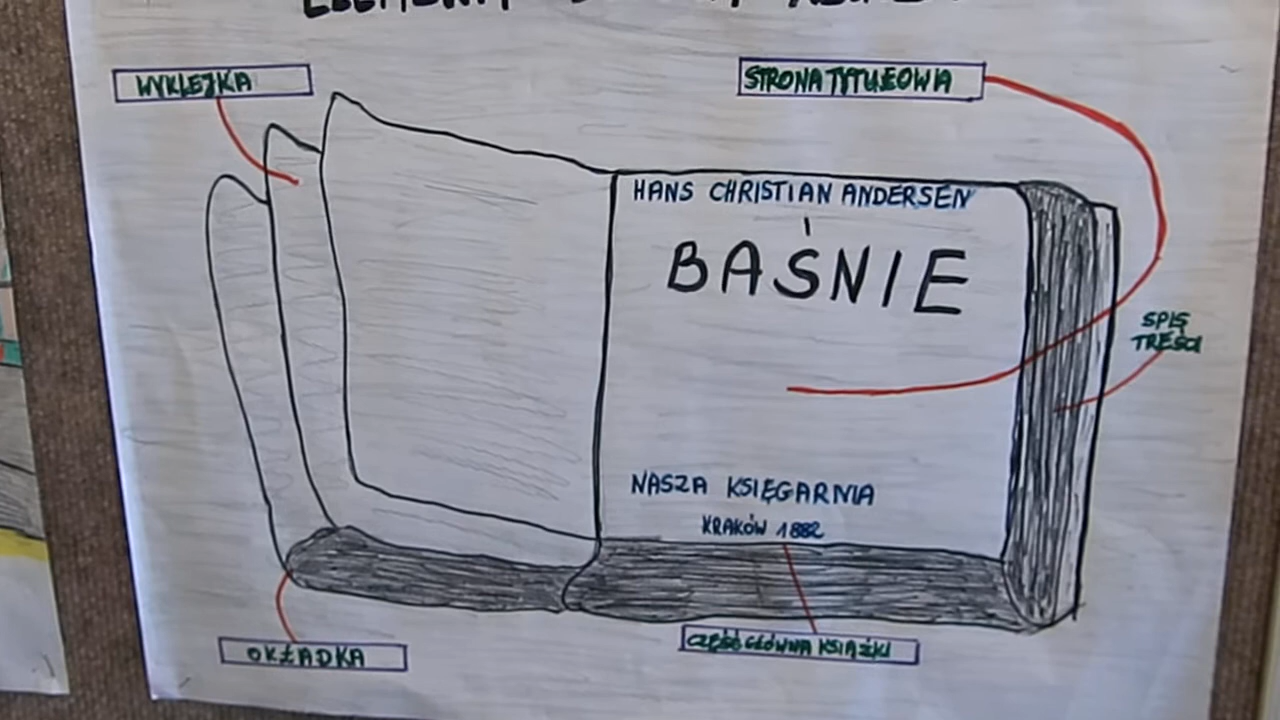 WYKLEJKA
STRONA TYTUŁOWA
HANS CHRISTIAN ANDERSEN
BAŚNIE
SPIS
TREŚCI
NASZA KSIĘGARNIA
KRAKÓW 1882
OKŁADKA
CZĘŚĆ GŁÓWNA KSIĄŻKI